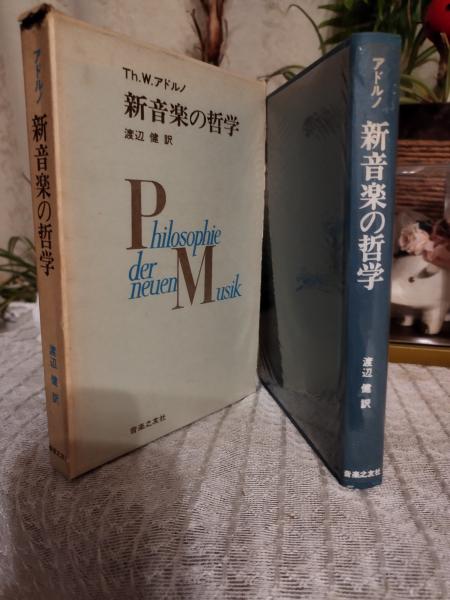 アドルノ
新音楽の哲学
渡辺 健 訳
Th.W.アドルノ
新音楽の哲学
渡辺 健 訳
Philosophie
der
neuen Musik
音楽之友社
アドルノ
新音楽の哲学
渡辺 健 訳
音楽之友社